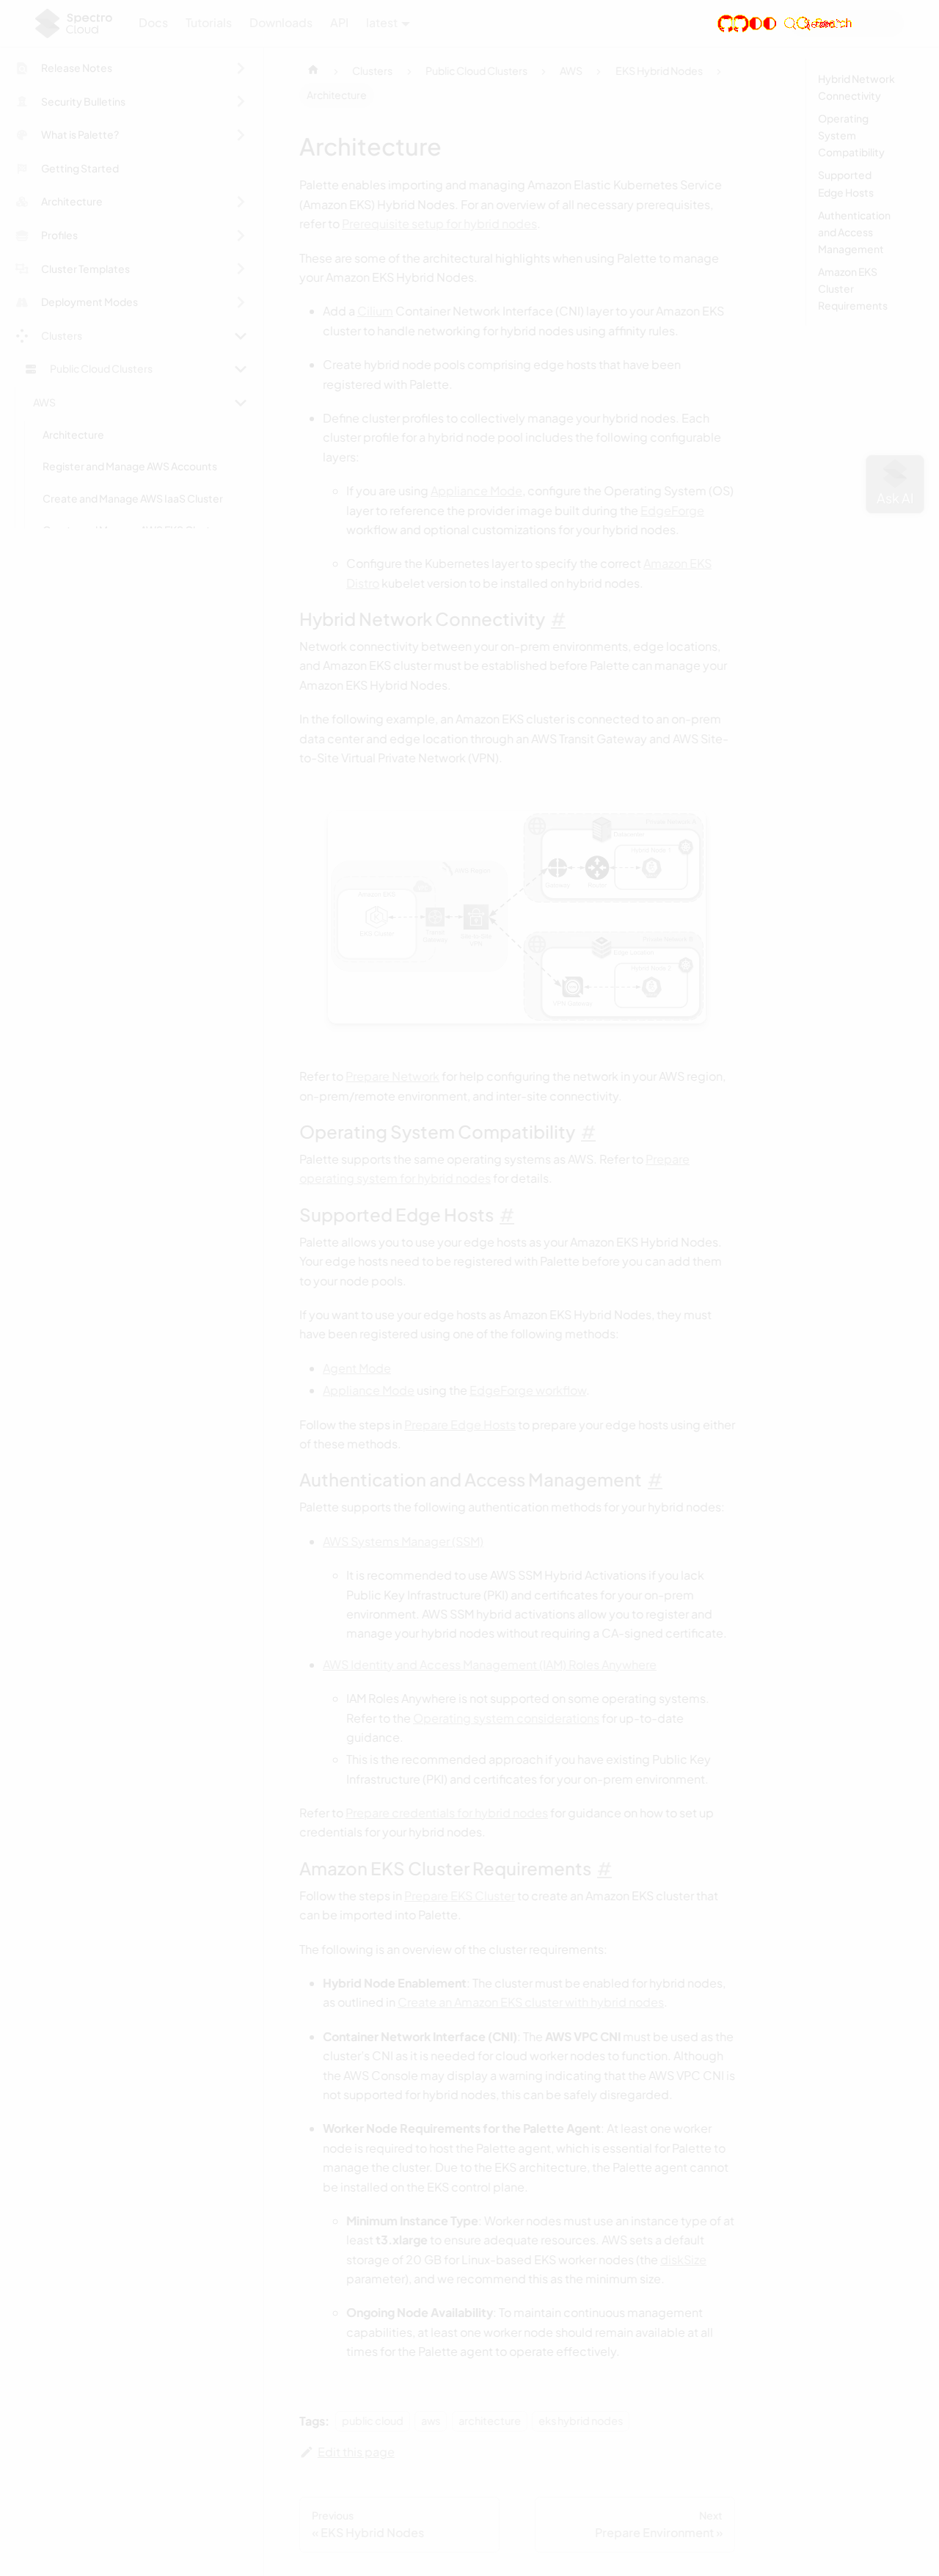 Spectro
Cloud
Docs Tutorials Downloads API latest
Release Notes
Security Bulletins
What is Palette?
Getting Started
Architecture
Profiles
Cluster Templates
Deployment Modes
Clusters
Public Cloud Clusters
AWS
Architecture
Register and Manage AWS Accounts
Create and Manage AWS IaaS Cluster
Clusters › Public Cloud Clusters › AWS › EKS Hybrid Nodes ›
Architecture
Architecture
Palette enables importing and managing Amazon Elastic Kubernetes Service
(Amazon EKS) Hybrid Nodes. For an overview of all necessary prerequisites,
refer to Prerequisite setup for hybrid nodes.
These are some of the architectural highlights when using Palette to manage
your Amazon EKS Hybrid Nodes.
Add a Cilium Container Network Interface (CNI) layer to your Amazon EKS
cluster to handle networking for hybrid nodes using affinity rules.
Create hybrid node pools comprising edge hosts that have been
registered with Palette.
Define cluster profiles to collectively manage your hybrid nodes. Each
cluster profile for a hybrid node pool includes the following configurable
layers:
If you are using Appliance Mode, configure the Operating System (OS)
layer to reference the provider image built during the EdgeForge
workflow and optional customizations for your hybrid nodes.
Configure the Kubernetes layer to specify the correct Amazon EKS
Distro kubelet version to be installed on hybrid nodes.
Hybrid Network Connectivity #
Network connectivity between your on-prem environments, edge locations,
and Amazon EKS cluster must be established before Palette can manage your
Amazon EKS Hybrid Nodes.
In the following example, an Amazon EKS cluster is connected to an on-prem
data center and edge location through an AWS Transit Gateway and AWS Site-
to-Site Virtual Private Network (VPN).
Refer to Prepare Network for help configuring the network in your AWS region,
on-prem/remote environment, and inter-site connectivity.
Operating System Compatibility #
Palette supports the same operating systems as AWS. Refer to Prepare
operating system for hybrid nodes for details.
Supported Edge Hosts #
Palette allows you to use your edge hosts as your Amazon EKS Hybrid Nodes.
Your edge hosts need to be registered with Palette before you can add them
to your node pools.
If you want to use your edge hosts as Amazon EKS Hybrid Nodes, they must
have been registered using one of the following methods:
Agent Mode
Appliance Mode using the EdgeForge workflow.
Follow the steps in Prepare Edge Hosts to prepare your edge hosts using either
of these methods.
Authentication and Access Management #
Palette supports the following authentication methods for your hybrid nodes:
AWS Systems Manager (SSM)
It is recommended to use AWS SSM Hybrid Activations if you lack
Public Key Infrastructure (PKI) and certificates for your on-prem
environment. AWS SSM hybrid activations allow you to register and
manage your hybrid nodes without requiring a CA-signed certificate.
AWS Identity and Access Management (IAM) Roles Anywhere
IAM Roles Anywhere is not supported on some operating systems.
Refer to the Operating system considerations for up-to-date
guidance.
This is the recommended approach if you have existing Public Key
Infrastructure (PKI) and certificates for your on-prem environment.
Refer to Prepare credentials for hybrid nodes for guidance on how to set up
credentials for your hybrid nodes.
Amazon EKS Cluster Requirements #
Follow the steps in Prepare EKS Cluster to create an Amazon EKS cluster that
can be imported into Palette.
The following is an overview of the cluster requirements:
Hybrid Node Enablement: The cluster must be enabled for hybrid nodes,
as outlined in Create an Amazon EKS cluster with hybrid nodes.
Container Network Interface (CNI): The AWS VPC CNI must be used as the
cluster's CNI as it is needed for cloud worker nodes to function. Although
the AWS Console may display a warning indicating that the AWS VPC CNI is
not supported for hybrid nodes, this can be safely disregarded.
Worker Node Requirements for the Palette Agent: At least one worker
node is required to host the Palette agent, which is essential for Palette to
manage the cluster. Due to the EKS architecture, the Palette agent cannot
be installed on the EKS control plane.
Minimum Instance Type: Worker nodes must use an instance type of at
least t3.xlarge to ensure adequate resources. AWS sets a default
storage of 20 GB for Linux-based EKS worker nodes (the diskSize
parameter), and we recommend this as the minimum size.
Ongoing Node Availability: To maintain continuous management
capabilities, at least one worker node should remain available at all
times for the Palette agent to operate effectively.
Tags: public cloud aws architecture eks hybrid nodes
Edit this page
Previous
« EKS Hybrid Nodes
Next
Prepare Environment »
Hybrid Network
Connectivity
Operating
System
Compatibility
Supported
Edge Hosts
Authentication
and Access
Management
Amazon EKS
Cluster
Requirements
Ask AI